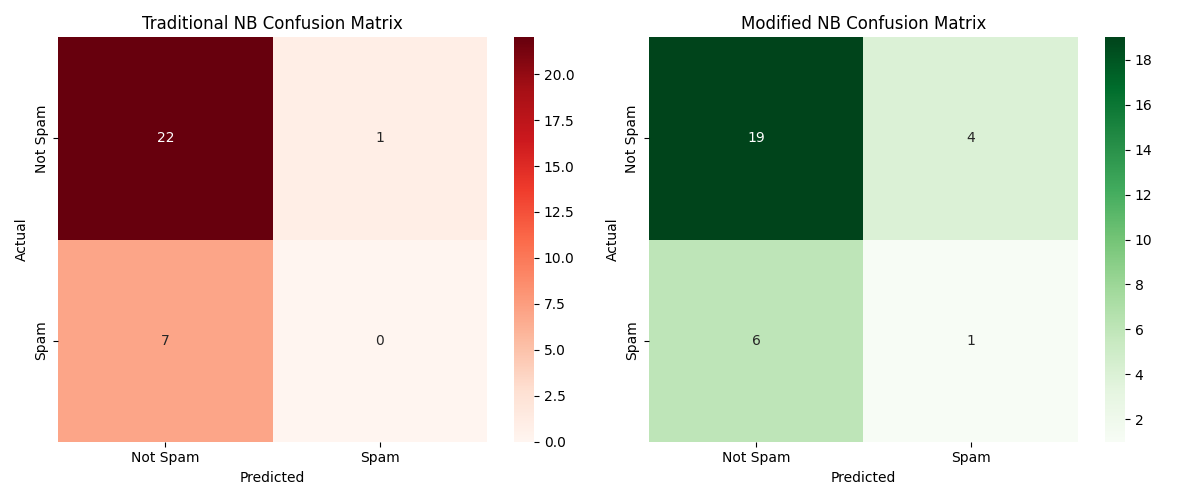 Traditional NB Confusion Matrix
Not Spam
Spam
Actual
22
1
7
0
Not Spam
Spam
Predicted
20.0
17.5
15.0
12.5
10.0
7.5
5.0
2.5
0.0
Modified NB Confusion Matrix
Not Spam
Spam
Actual
19
4
6
1
Not Spam
Spam
Predicted
18
16
14
12
10
8
6
4
2